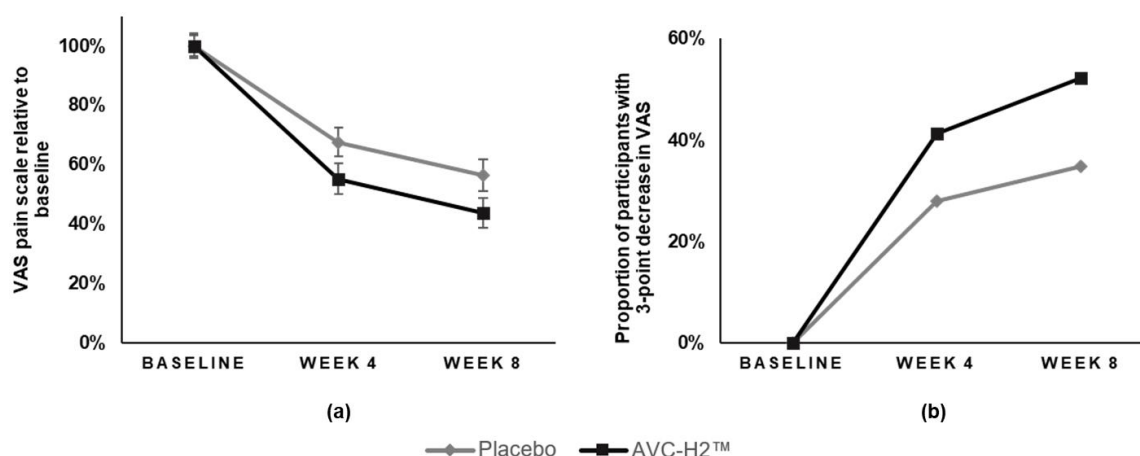 VAS pain scale relative to
baseline
100%
80%
60%
40%
20%
0%
BASELINE WEEK 4 WEEK 8
(a)
Proportion of participants with
3-point decrease in VAS
60%
40%
20%
0%
BASELINE WEEK 4 WEEK 8
(b)
Placebo AVC-H2™